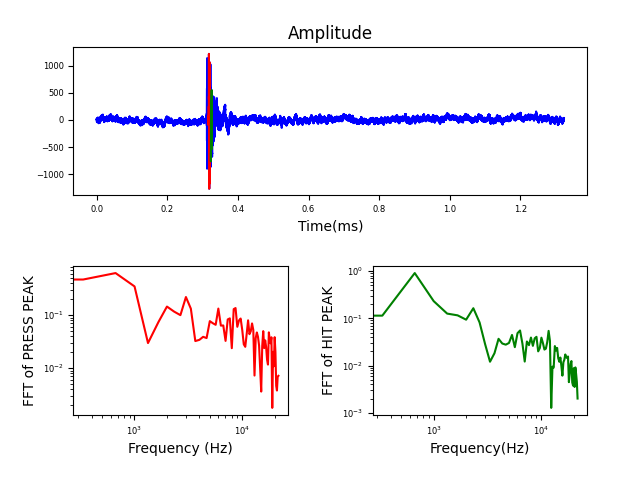 Amplitude
1000
500
0
−500
−1000
0.0 0.2 0.4 0.6 0.8 1.0 1.2
Time(ms)
FFT of PRESS PEAK
10⁻¹
10⁻²
10³ 10⁴
Frequency (Hz)
FFT of HIT PEAK
10⁰
10⁻¹
10⁻²
10⁻³
10³ 10⁴
Frequency(Hz)